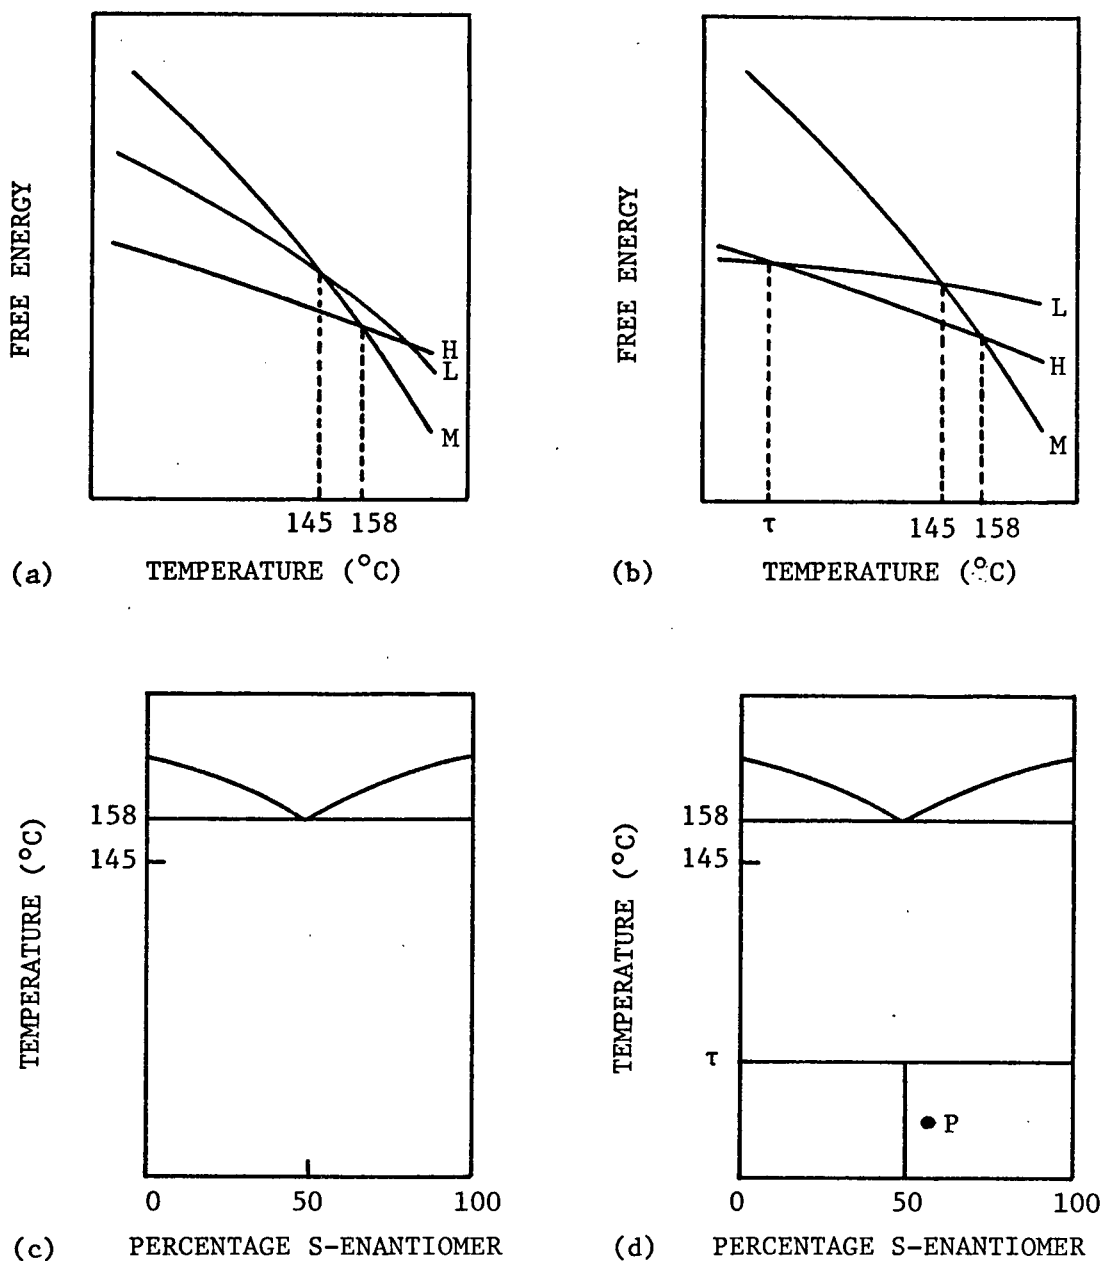 FREE ENERGY
H
L
M
145 158
(a) TEMPERATURE (°C)
FREE ENERGY
L
H
M
τ 145 158
(b) TEMPERATURE (°C)
TEMPERATURE (°C)
158
145
0 50 100
(c) PERCENTAGE S-ENANTIOMER
TEMPERATURE (°C)
158
145
τ
P
0 50 100
(d) PERCENTAGE S-ENANTIOMER